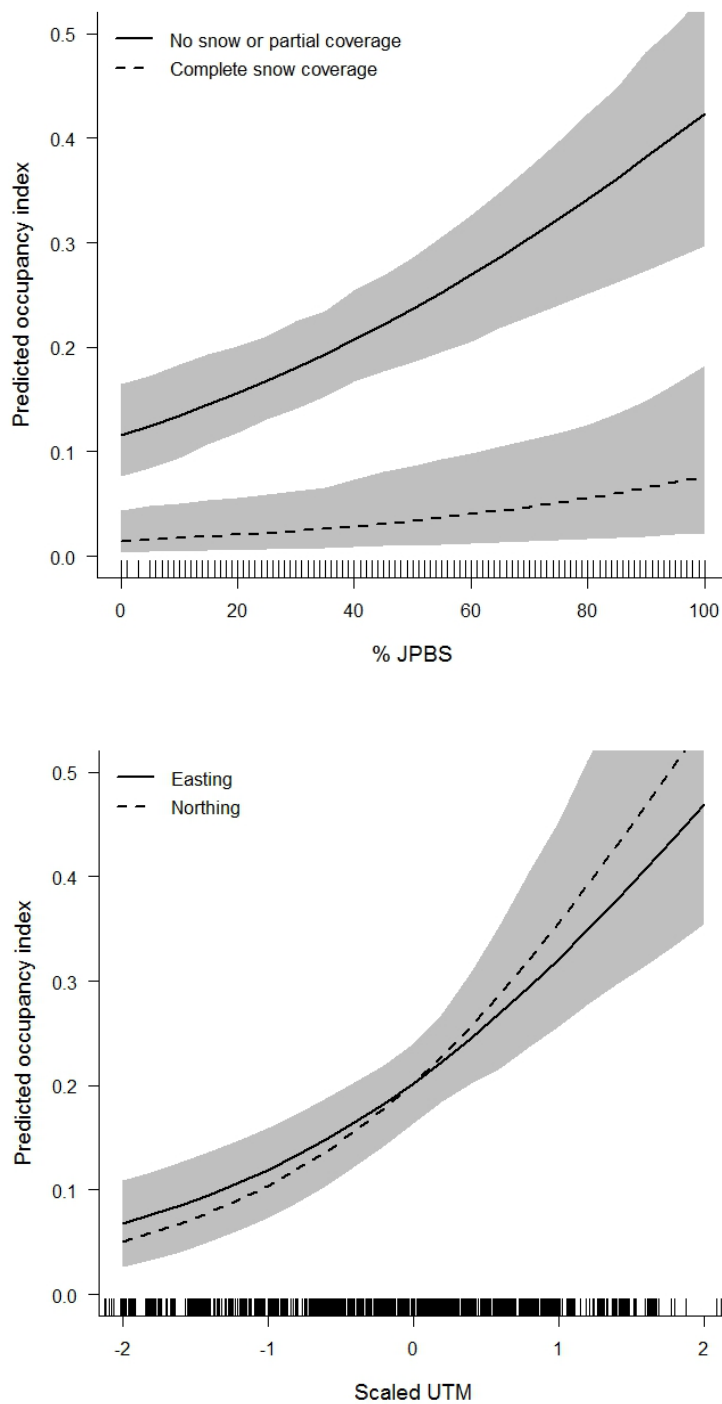 0.5
No snow or partial coverage
Complete snow coverage
0.4
0.3
0.2
0.1
0.0
Predicted occupancy index
0 20 40 60 80 100
% JPBS
0.5
Easting
Northing
0.4
0.3
0.2
0.1
0.0
Predicted occupancy index
-2 -1 0 1 2
Scaled UTM